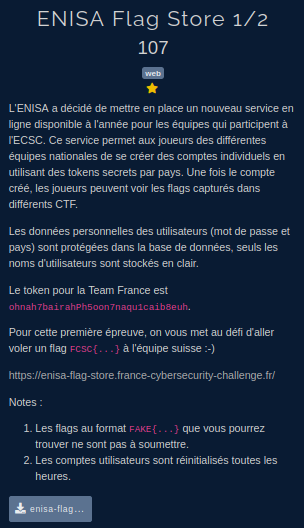 ENISA Flag Store 1/2
107
web
L'ENISA a décidé de mettre en place un nouveau service en
ligne disponible à l'année pour les équipes qui participent à
l'ECSC. Ce service permet aux joueurs des différentes
équipes nationales de se créer des comptes individuels en
utilisant des tokens secrets par pays. Une fois le compte
créé, les joueurs peuvent voir les flags capturés dans
différents CTF.
Les données personnelles des utilisateurs (mot de passe et
pays) sont protégées dans la base de données, seuls les
noms d'utilisateurs sont stockés en clair.
Le token pour la Team France est
ohnah7bairahPh5oon7naqu1caib8euh.
Pour cette première épreuve, on vous met au défi d'aller
voler un flag FCSC{...} à l'équipe suisse :-)
https://enisa-flag-store.france-cybersecurity-challenge.fr/
Notes :
1. Les flags au format FAKE{...} que vous pourrez
trouver ne sont pas à soumettre.
2. Les comptes utilisateurs sont réinitialisés toutes les
heures.
enisa-flag...